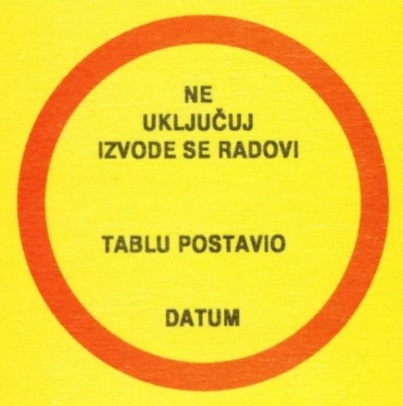 NE
UKLJUČUJ
IZVODE SE RADOVI
TABLU POSTAVIO
DATUM